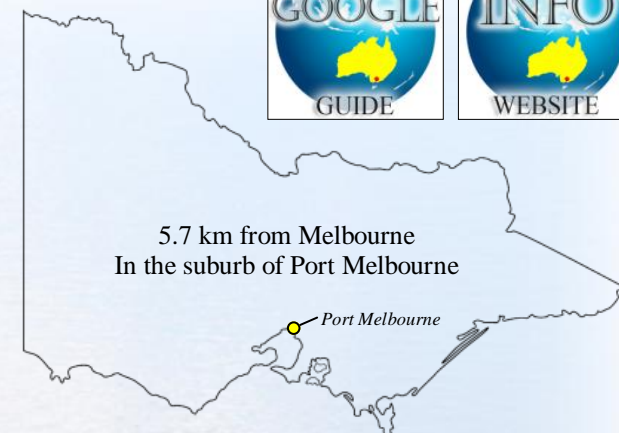 GOOGLE
GUIDE
INFO
WEBSITE
5.7 km from Melbourne
In the suburb of Port Melbourne
Port Melbourne